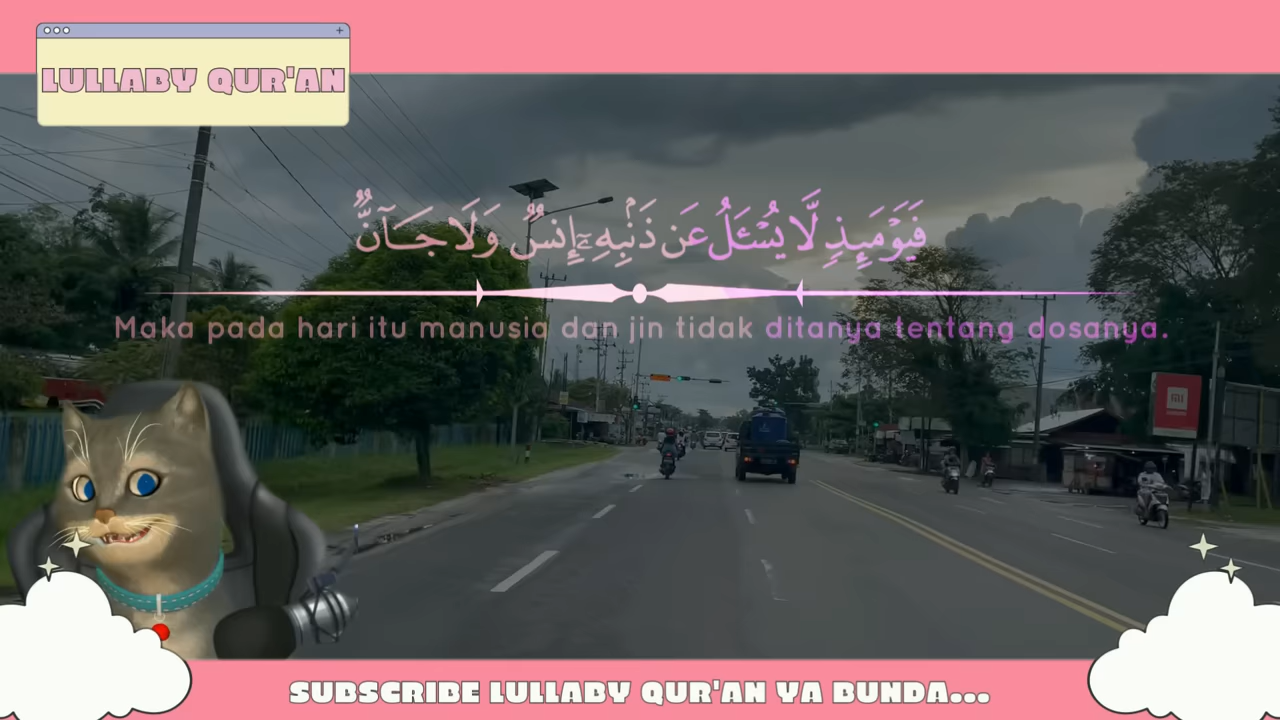 LULLABY QUR'AN
فَيَوْمَئِذٍ لَّا يُسْـَٔلُ عَن ذَنۢبِهِۦٓ إِنسٌ وَلَا جَآنٌّ
Maka pada hari itu manusia dan jin tidak ditanya tentang dosanya.
mi
SUBSCRIBE LULLABY QUR'AN YA BUNDA...